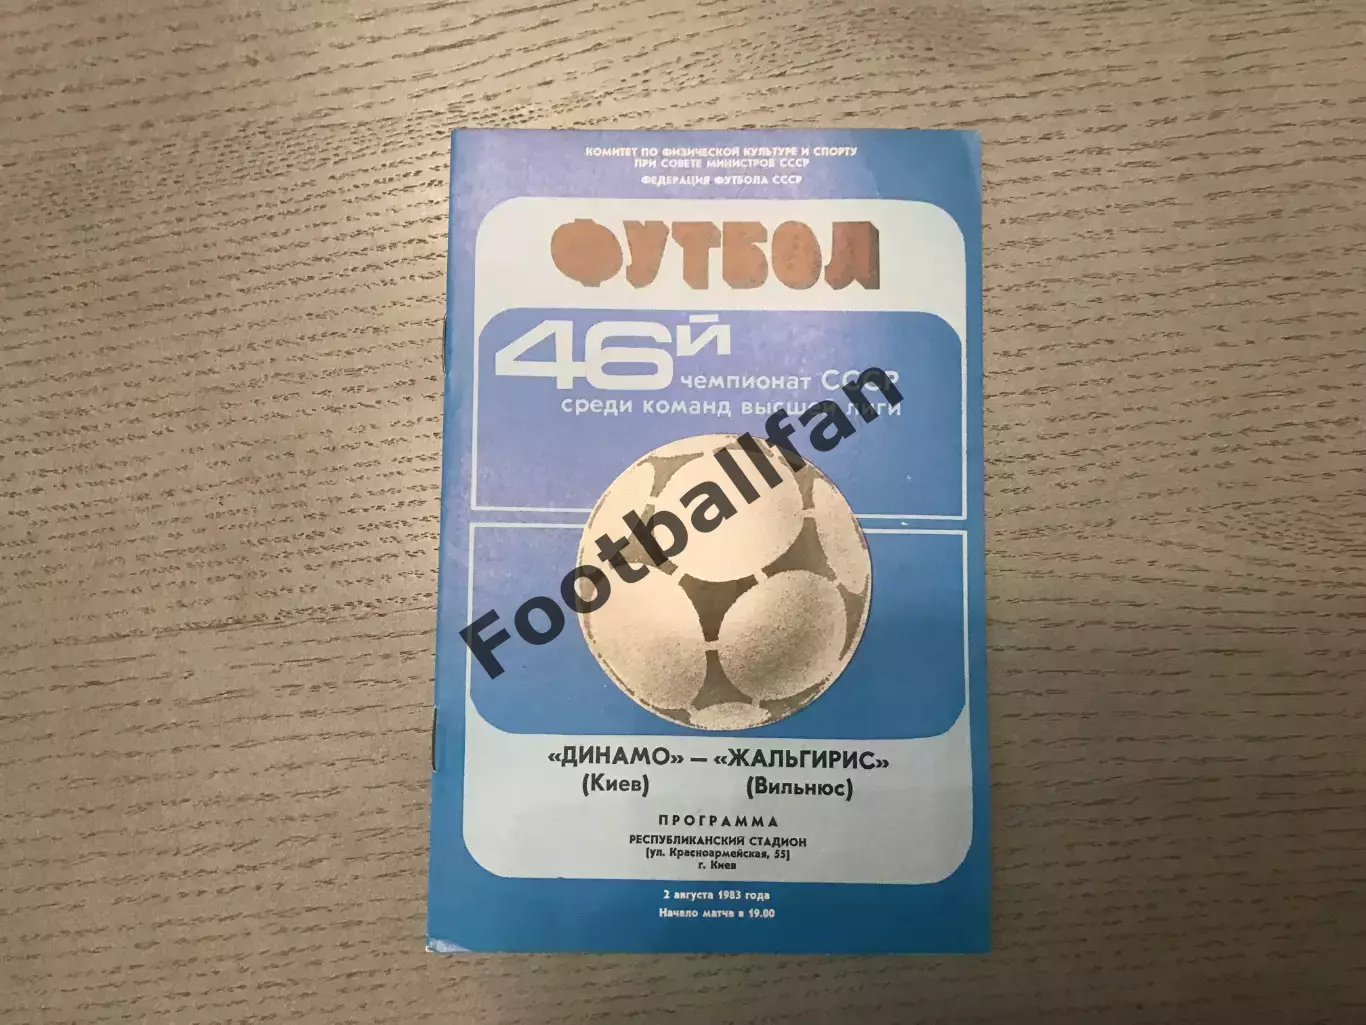 КОМИТЕТ ПО ФИЗИЧЕСКОЙ КУЛЬТУРЕ И СПОРТУ
ПРИ СОВЕТЕ МИНИСТРОВ СССР
ФЕДЕРАЦИЯ ФУТБОЛА СССР
ФУТБОЛ
46й
чемпионат СССР
среди команд высшей лиги
Footballfan
«ДИНАМО» — «ЖАЛЬГИРИС»
(Киев) (Вильнюс)
ПРОГРАММА
РЕСПУБЛИКАНСКИЙ СТАДИОН
(ул. Красноармейская, 55)
г. Киев
2 августа 1983 года
Начало матча в 19.00